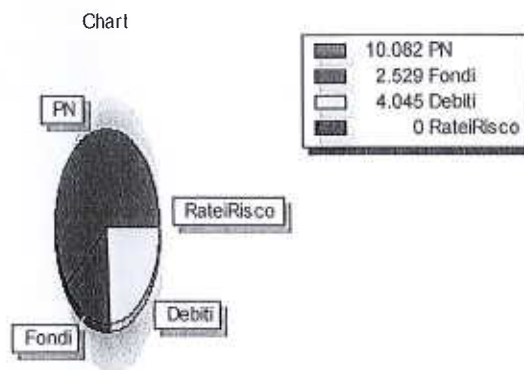 Chart
10.082 PN
2.529 Fondi
4.045 Debiti
0 RateiRisco
PN
RateiRisco
Debiti
Fondi